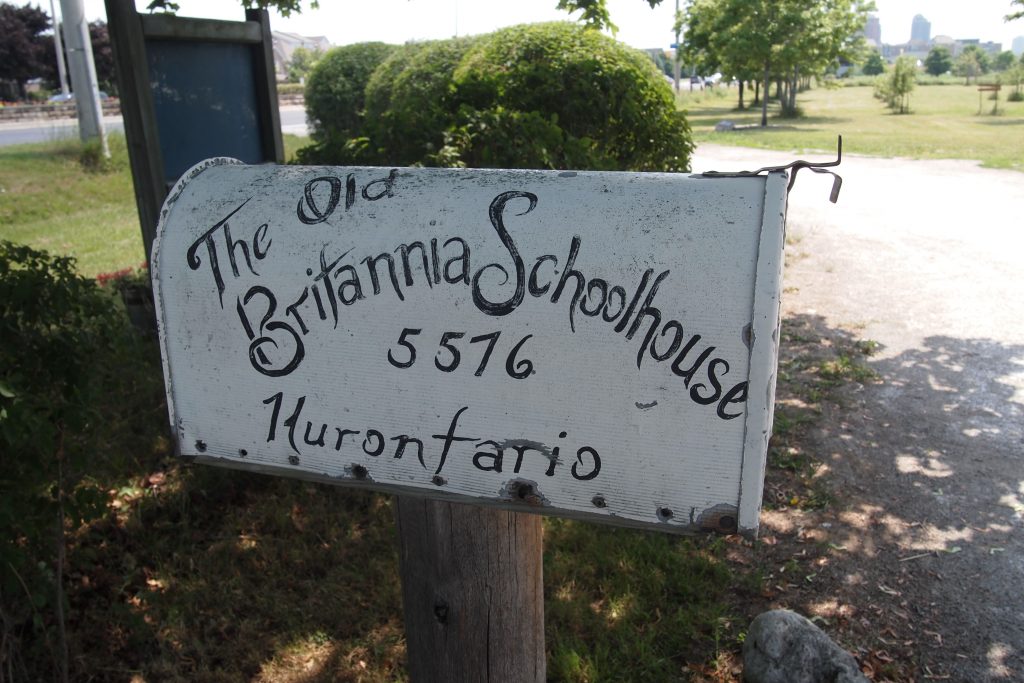 The Old
Britannia Schoolhouse
5576
Hurontario